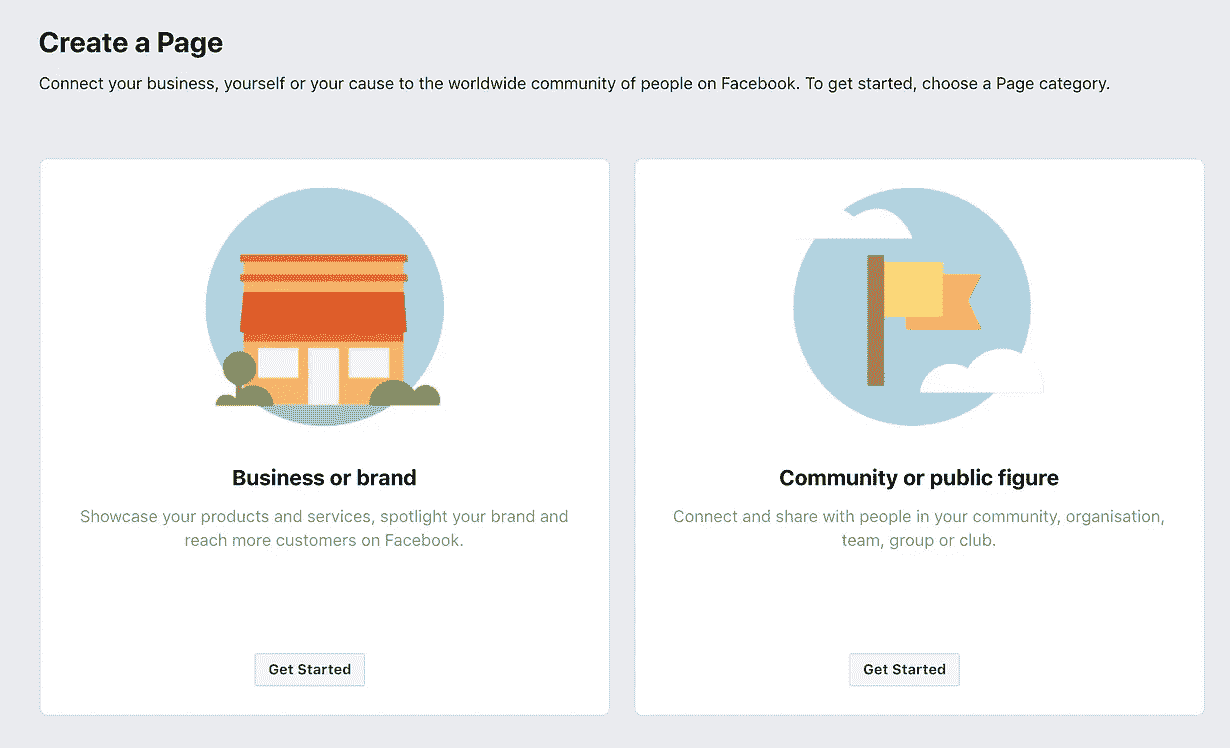 Create a Page
Connect your business, yourself or your cause to the worldwide community of people on Facebook. To get started, choose a Page category.
Business or brand
Showcase your products and services, spotlight your brand and
reach more customers on Facebook.
Get Started
Community or public figure
Connect and share with people in your community, organisation,
team, group or club.
Get Started